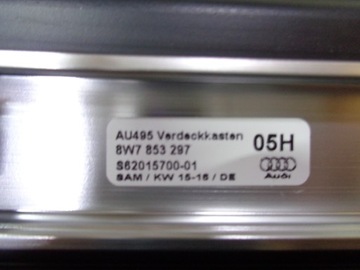 AU495 Verdeckkasten
8W7 853 297
05H
S62015700-01
SAM / KW 15-16 / DE
Audi